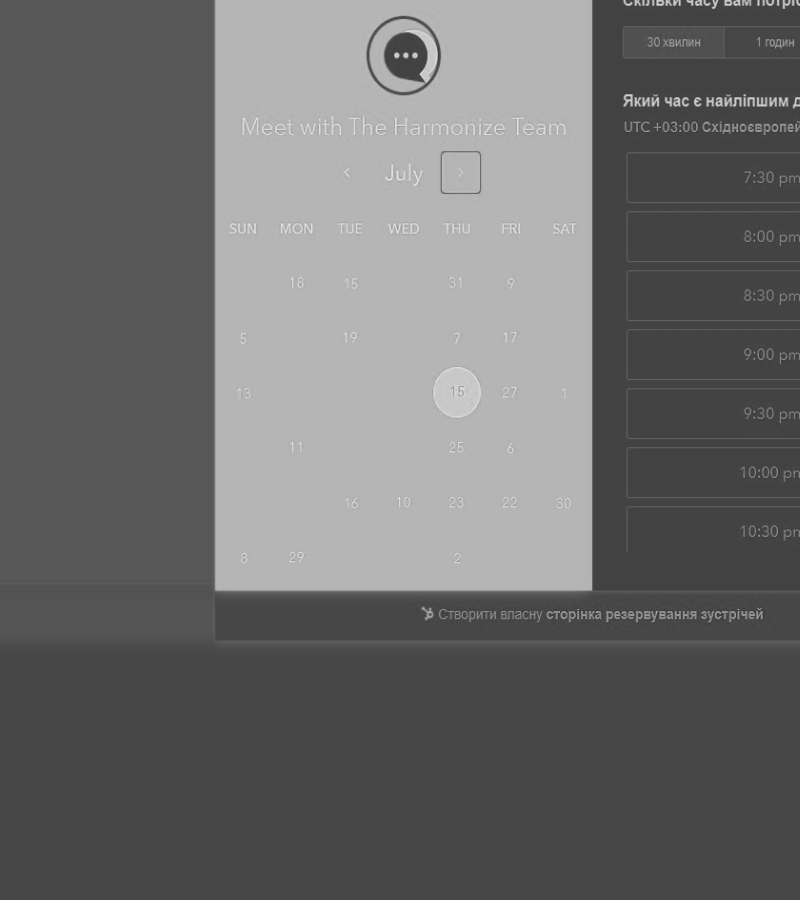 Meet with The Harmonize Team
July
SUN MON TUE WED THU FRI SAT
18 15 31 9
5 19 7 17
13 15 27 1
11 25 6
16 10 23 22 30
8 29 2
Скільки часу вам
30 хвилин 1 годин
Який час є найліпшим
UTC +03:00
7:30 pm
8:00 pm
8:30 pm
9:00 pm
9:30 pm
10:00 pm
10:30 pm
Створити власну сторінка резервування зустрічей